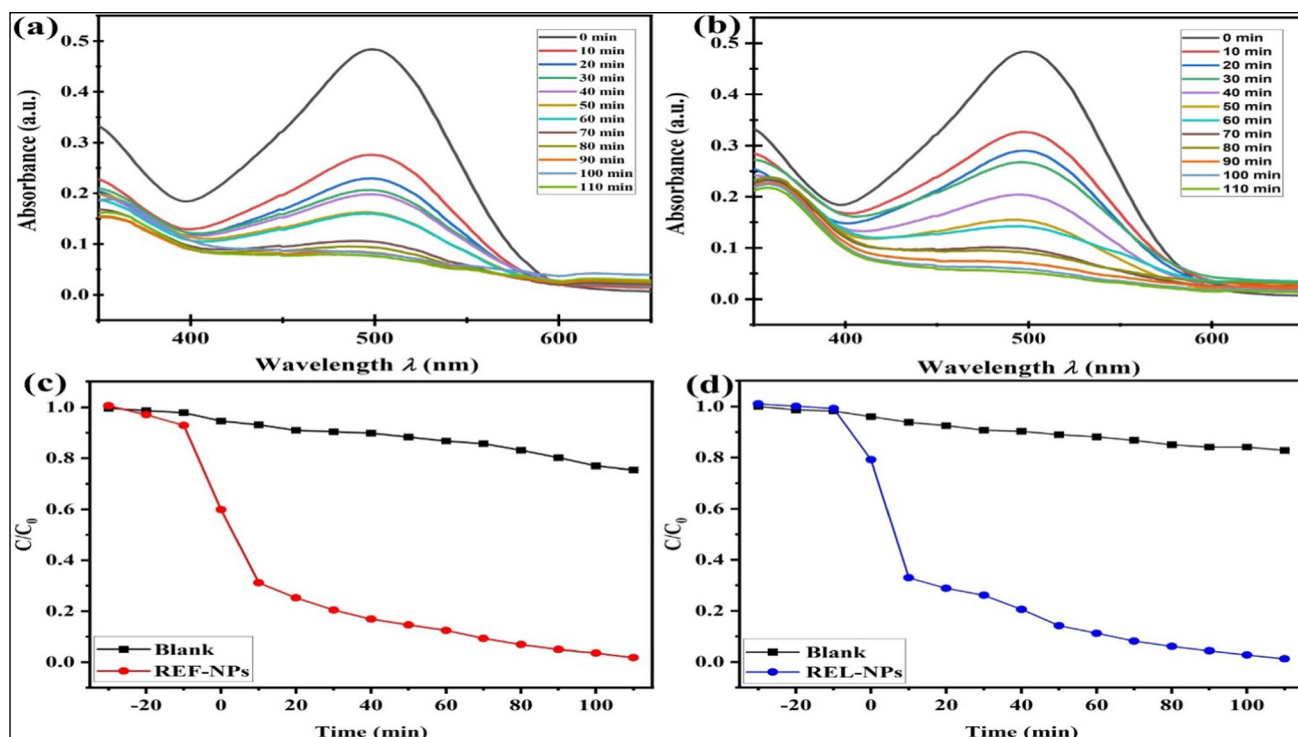 (a)
0.5
0.4
0.3
0.2
0.1
0.0
Absorbance (a.u.)
0 min
10 min
20 min
30 min
40 min
50 min
60 min
70 min
80 min
90 min
100 min
110 min
400 500 600
Wavelength λ (nm)
(b)
0.5
0.4
0.3
0.2
0.1
0.0
Absorbance (a.u.)
0 min
10 min
20 min
30 min
40 min
50 min
60 min
70 min
80 min
90 min
100 min
110 min
400 500 600
Wavelength λ (nm)
(c)
1.0
0.8
0.6
0.4
0.2
0.0
C/C0
Blank
REF-NPs
-20 0 20 40 60 80 100
Time (min)
(d)
1.0
0.8
0.6
0.4
0.2
0.0
C/C0
Blank
REL-NPs
-20 0 20 40 60 80 100
Time (min)